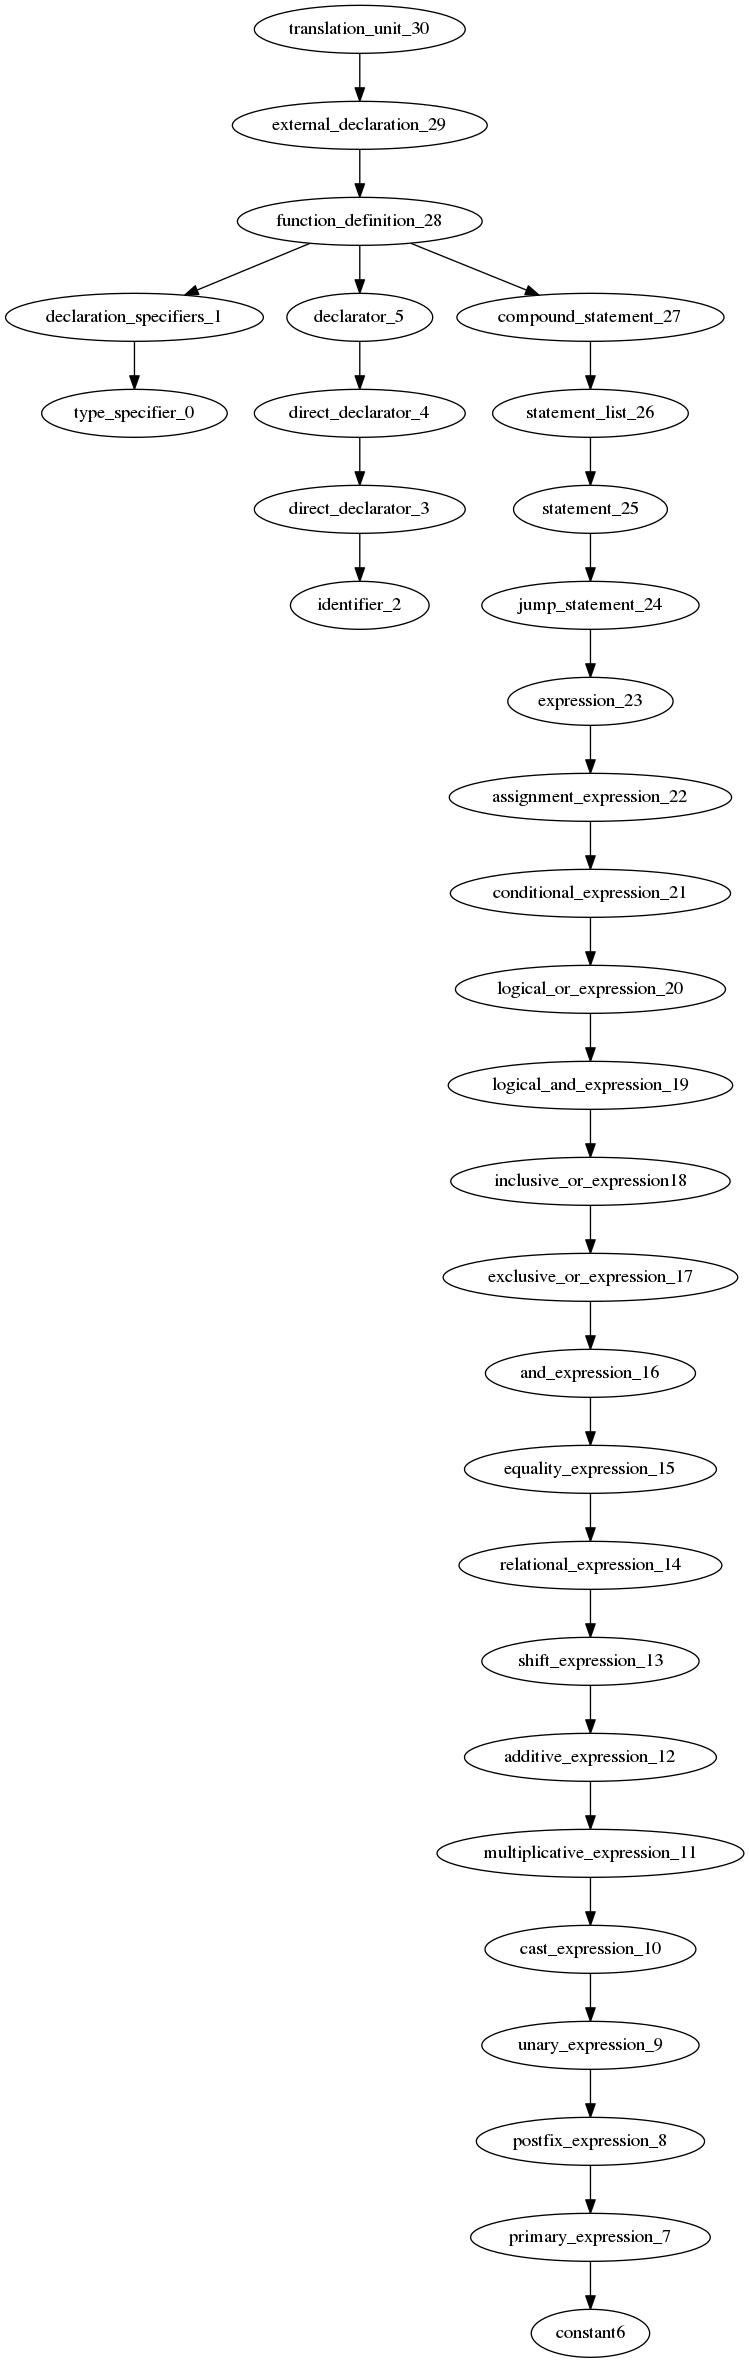 translation_unit_30
external_declaration_29
function_definition_28
declaration_specifiers_1
declarator_5
compound_statement_27
type_specifier_0
direct_declarator_4
statement_list_26
direct_declarator_3
statement_25
identifier_2
jump_statement_24
expression_23
assignment_expression_22
conditional_expression_21
logical_or_expression_20
logical_and_expression_19
inclusive_or_expression18
exclusive_or_expression_17
and_expression_16
equality_expression_15
relational_expression_14
shift_expression_13
additive_expression_12
multiplicative_expression_11
cast_expression_10
unary_expression_9
postfix_expression_8
primary_expression_7
constant6